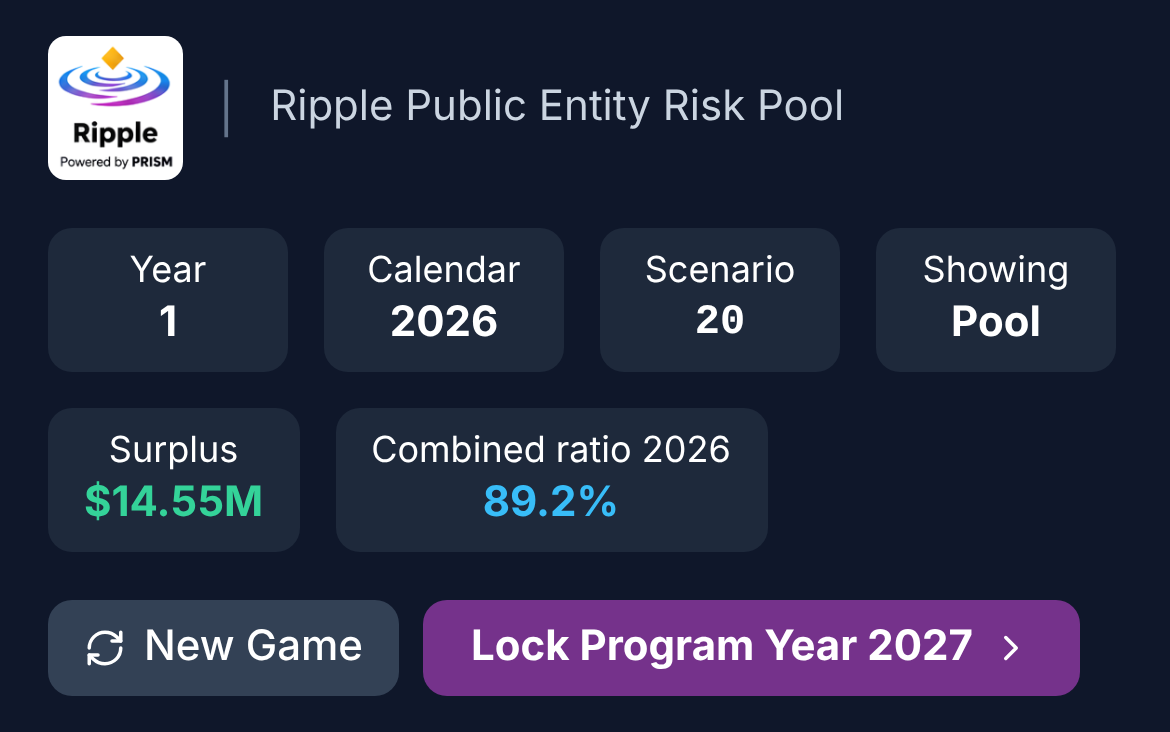 Ripple
Powered by PRISM
Ripple Public Entity Risk Pool
Year
1
Calendar
2026
Scenario
20
Showing
Pool
Surplus
$14.55M
Combined ratio 2026
89.2%
New Game
Lock Program Year 2027